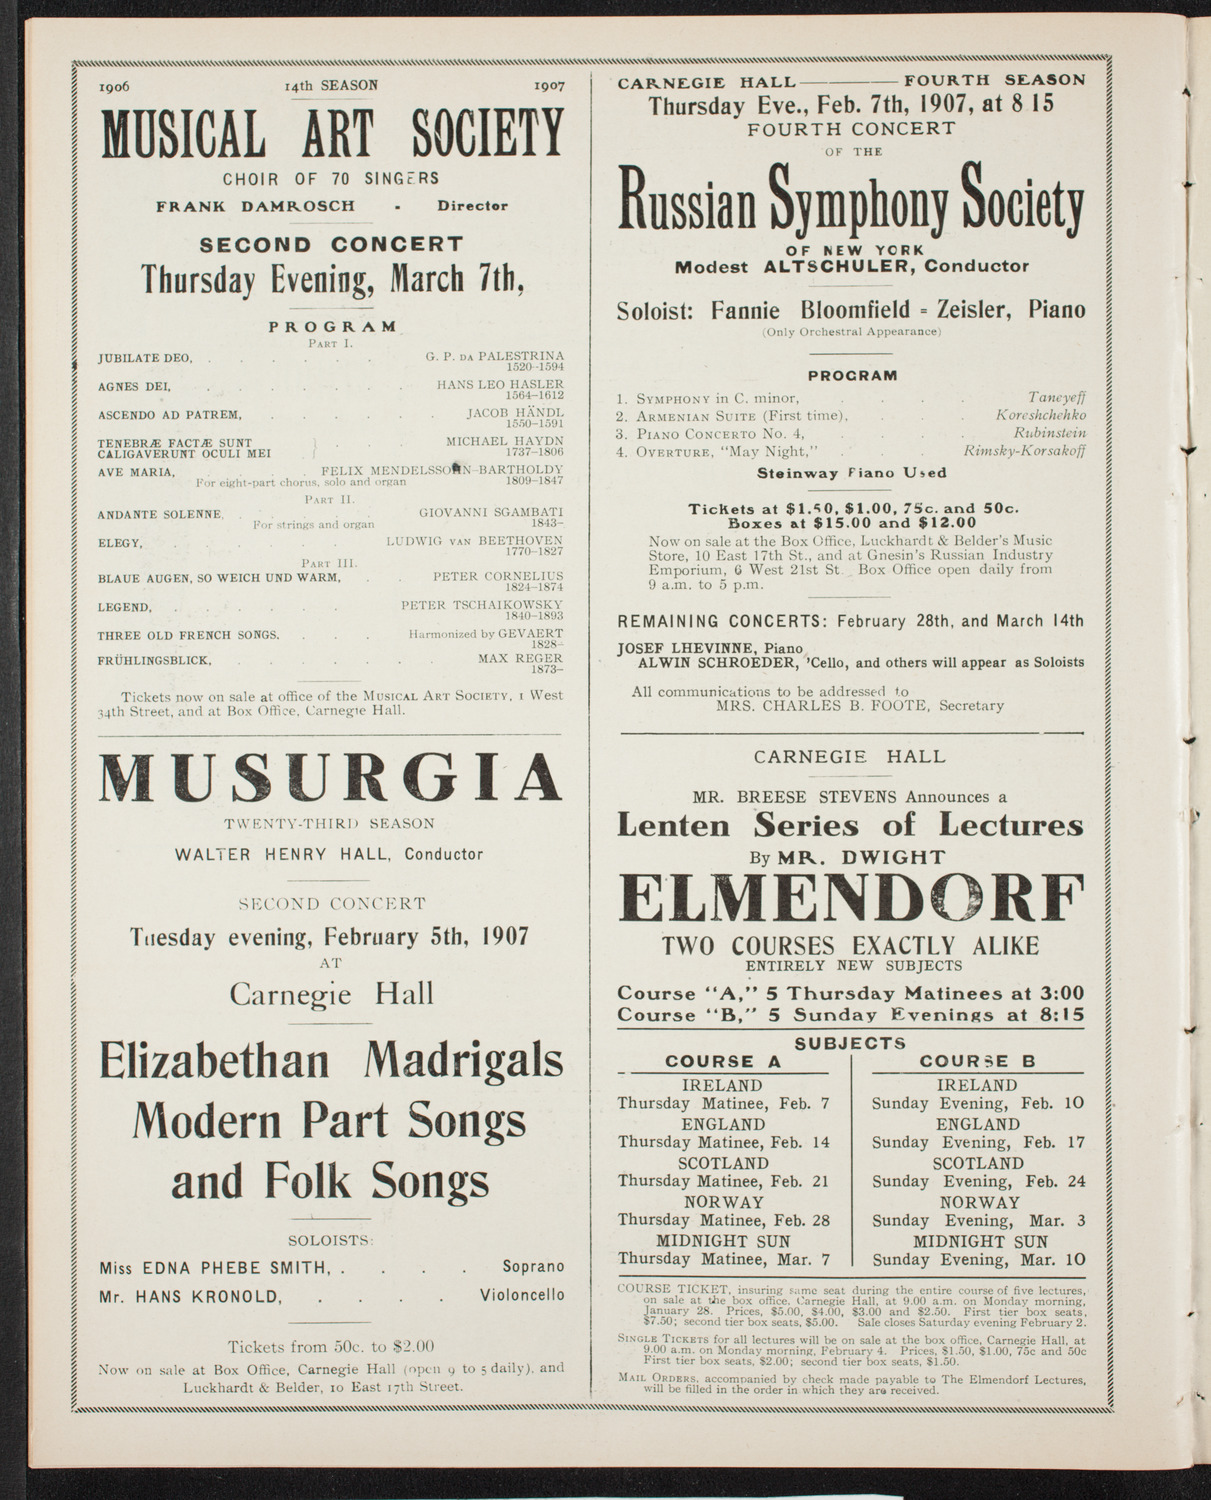 1906 14th SEASON 1907
MUSICAL ART SOCIETY
CHOIR OF 70 SINGERS
FRANK DAMROSCH - Director
SECOND CONCERT
Thursday Evening, March 7th,
PROGRAM
PART I.
JUBILATE DEO, . . . . . . G. P. DA PALESTRINA
1520--1594
AGNES DEI, . . . . . . . HANS LEO HASLER
1564-1612
ASCENDO AD PATREM, . . . . . JACOB HÄNDL
1550-1591
TENEBRÆ FACTÆ SUNT } . . . MICHAEL HAYDN
CALIGAVERUNT OCULI MEI 1737-1806
AVE MARIA, . . . . FELIX MENDELSSOHN-BARTHOLDY
For eight-part chorus, solo and organ 1809-1847
PART II.
ANDANTE SOLENNE, . . . . . GIOVANNI SGAMBATI
For strings and organ 1843-
ELEGY, . . . . . . LUDWIG VAN BEETHOVEN
1770-1827
PART III.
BLAUE AUGEN, SO WEICH UND WARM, . . PETER CORNELIUS
1824-1874
LEGEND, . . . . . . PETER TSCHAIKOWSKY
1840-1893
THREE OLD FRENCH SONGS, . . . Harmonized by GEVAERT
1828-
FRÜHLINGSBLICK, . . . . . . MAX REGER
1873-
Tickets now on sale at office of the MUSICAL ART SOCIETY, 1 West
34th Street, and at Box Office, Carnegie Hall.
MUSURGIA
TWENTY-THIRD SEASON
WALTER HENRY HALL, Conductor
SECOND CONCERT
Tuesday evening, February 5th, 1907
AT
Carnegie Hall
Elizabethan Madrigals
Modern Part Songs
and Folk Songs
SOLOISTS:
Miss EDNA PHEBE SMITH, . . . . Soprano
Mr. HANS KRONOLD, . . . . Violoncello
Tickets from 50c. to $2.00
Now on sale at Box Office, Carnegie Hall (open 9 to 5 daily), and
Luckhardt & Belder, 10 East 17th Street.
CARNEGIE HALL——FOURTH SEASON
Thursday Eve., Feb. 7th, 1907, at 8 15
FOURTH CONCERT
OF THE
Russian Symphony Society
OF NEW YORK
Modest ALTSCHULER, Conductor
Soloist: Fannie Bloomfield = Zeisler, Piano
(Only Orchestral Appearance)
PROGRAM
1. SYMPHONY in C. minor, . . . . Taneyeff
2. ARMENIAN SUITE (First time), . . . Koreshchehko
3. PIANO CONCERTO No. 4, . . . . Rubinstein
4. OVERTURE, "May Night," . . . Rimsky-Korsakoff
Steinway Piano Used
Tickets at $1.50, $1.00, 75c. and 50c.
Boxes at $15.00 and $12.00
Now on sale at the Box Office, Luckhardt & Belder's Music
Store, 10 East 17th St., and at Gnesin's Russian Industry
Emporium, 6 West 21st St. Box Office open daily from
9 a.m. to 5 p.m.
REMAINING CONCERTS: February 28th, and March 14th
JOSEF LHEVINNE, Piano
ALWIN SCHROEDER, 'Cello, and others will appear as Soloists
All communications to be addressed to
MRS. CHARLES B. FOOTE, Secretary
CARNEGIE HALL
MR. BREESE STEVENS Announces a
Lenten Series of Lectures
By MR. DWIGHT
ELMENDORF
TWO COURSES EXACTLY ALIKE
ENTIRELY NEW SUBJECTS
Course "A," 5 Thursday Matinees at 3:00
Course "B," 5 Sunday Evenings at 8:15
SUBJECTS
COURSE A COURSE B
IRELAND IRELAND
Thursday Matinee, Feb. 7 Sunday Evening, Feb. 10
ENGLAND ENGLAND
Thursday Matinee, Feb. 14 Sunday Evening, Feb. 17
SCOTLAND SCOTLAND
Thursday Matinee, Feb. 21 Sunday Evening, Feb. 24
NORWAY NORWAY
Thursday Matinee, Feb. 28 Sunday Evening, Mar. 3
MIDNIGHT SUN MIDNIGHT SUN
Thursday Matinee, Mar. 7 Sunday Evening, Mar. 10
COURSE TICKET, insuring same seat during the entire course of five lectures,
on sale at the box office, Carnegie Hall, at 9.00 a.m. on Monday morning,
January 28. Prices, $5.00, $4.00, $3.00 and $2.50. First tier box seats,
$7.50; second tier box seats, $5.00. Sale closes Saturday evening February 2.
SINGLE TICKETS for all lectures will be on sale at the box office, Carnegie Hall, at
9.00 a.m. on Monday morning, February 4. Prices, $1.50, $1.00, 75c and 50c
First tier box seats, $2.00; second tier box seats, $1.50.
MAIL ORDERS, accompanied by check made payable to The Elmendorf Lectures,
will be filled in the order in which they are received.